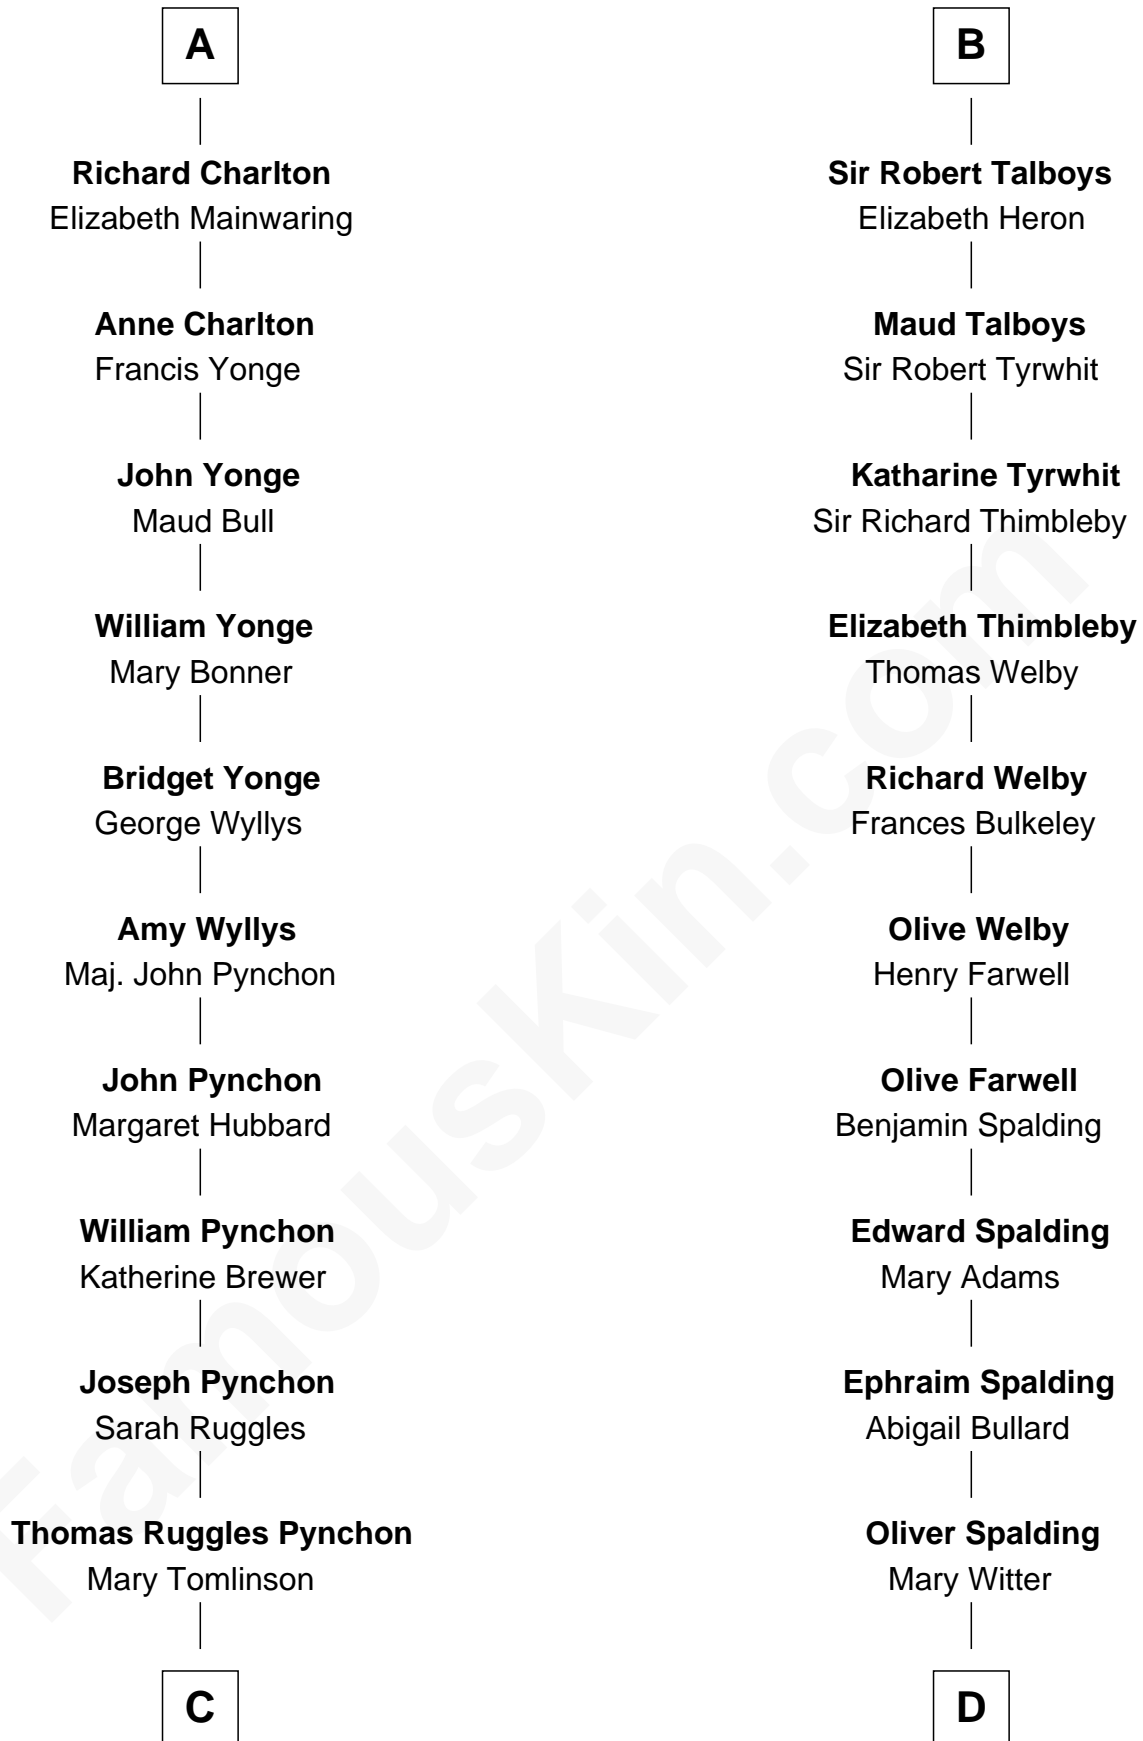 A
Richard Charlton
Elizabeth Mainwaring
Anne Charlton
Francis Yonge
John Yonge
Maud Bull
William Yonge
Mary Bonner
Bridget Yonge
George Wyllys
Amy Wyllys
Maj. John Pynchon
John Pynchon
Margaret Hubbard
William Pynchon
Katherine Brewer
Joseph Pynchon
Sarah Ruggles
Thomas Ruggles Pynchon
Mary Tomlinson
C
B
Sir Robert Talboys
Elizabeth Heron
Maud Talboys
Sir Robert Tyrwhit
Katharine Tyrwhit
Sir Richard Thimbleby
Elizabeth Thimbleby
Thomas Welby
Richard Welby
Frances Bulkeley
Olive Welby
Henry Farwell
Olive Farwell
Benjamin Spalding
Edward Spalding
Mary Adams
Ephraim Spalding
Abigail Bullard
Oliver Spalding
Mary Witter
D
FamousKin.com